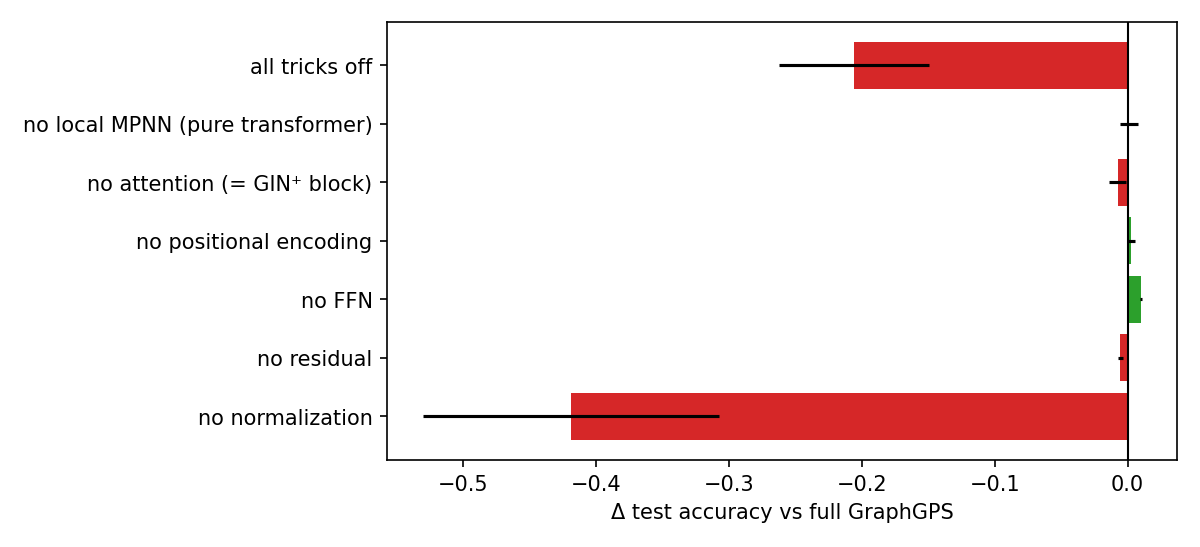 all tricks off
no local MPNN (pure transformer)
no attention (= GIN⁺ block)
no positional encoding
no FFN
no residual
no normalization
−0.5 −0.4 −0.3 −0.2 −0.1 0.0
Δ test accuracy vs full GraphGPS